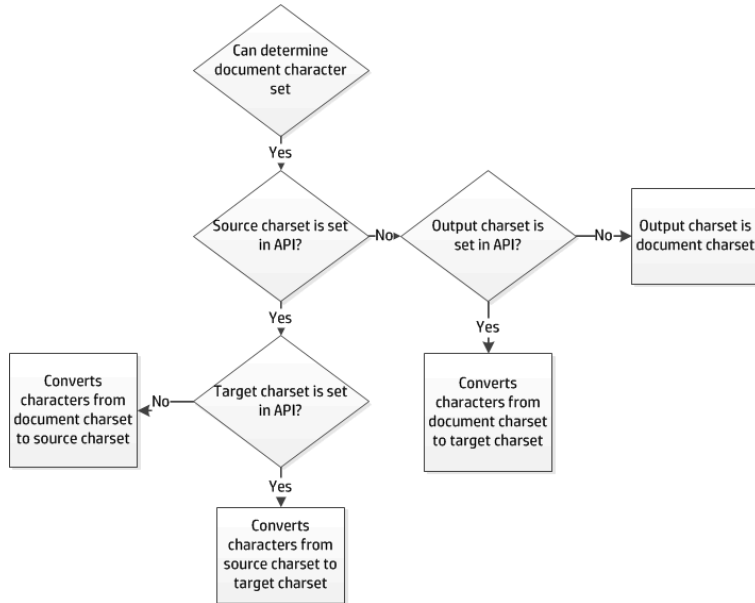 Can determine
document character
set
Yes
Source charset is set
in API?
No
Output charset is
set in API?
No
Output charset is
document charset
Yes
Yes
Converts
characters from
document charset
to source charset
No
Target charset is set
in API?
Converts
characters from
document charset
to target charset
Yes
Converts
characters from
source charset to
target charset